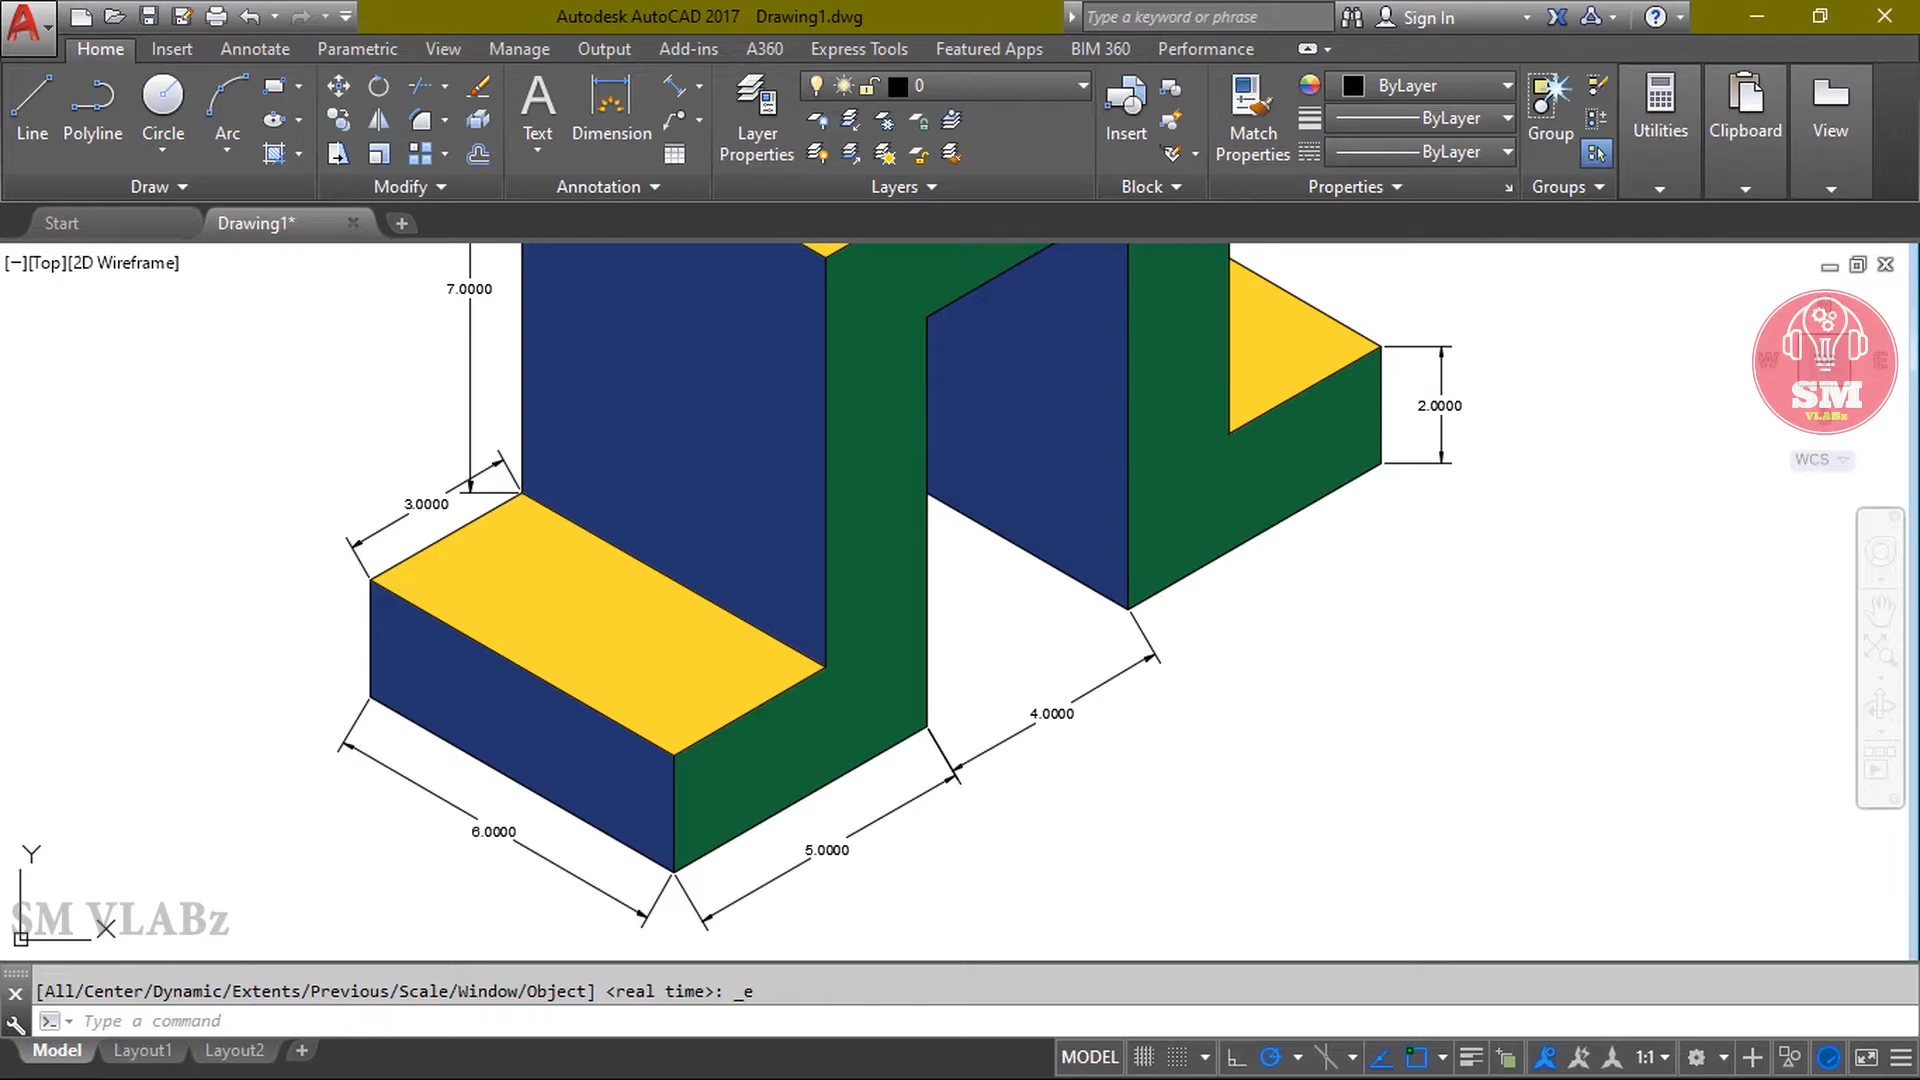 Autodesk AutoCAD 2017 Drawing1.dwg
Type a keyword or phrase
Sign In
Home Insert Annotate Parametric View Manage Output Add-ins A360 Express Tools Featured Apps BIM 360 Performance
Line Polyline Circle Arc
Draw
Modify
Text Dimension
Annotation
Layer Properties
0
Layers
Insert
Block
Match Properties
ByLayer
ByLayer
ByLayer
Properties
Group
Groups
Utilities
Clipboard
View
Start Drawing1*
[−][Top][2D Wireframe]
7.0000
3.0000
2.0000
4.0000
6.0000
5.0000
SM
VLABz
W E
WCS
Y
X
SM VLABz
[All/Center/Dynamic/Extents/Previous/Scale/Window/Object] <real time>: _e
Type a command
Model Layout1 Layout2
MODEL
1:1